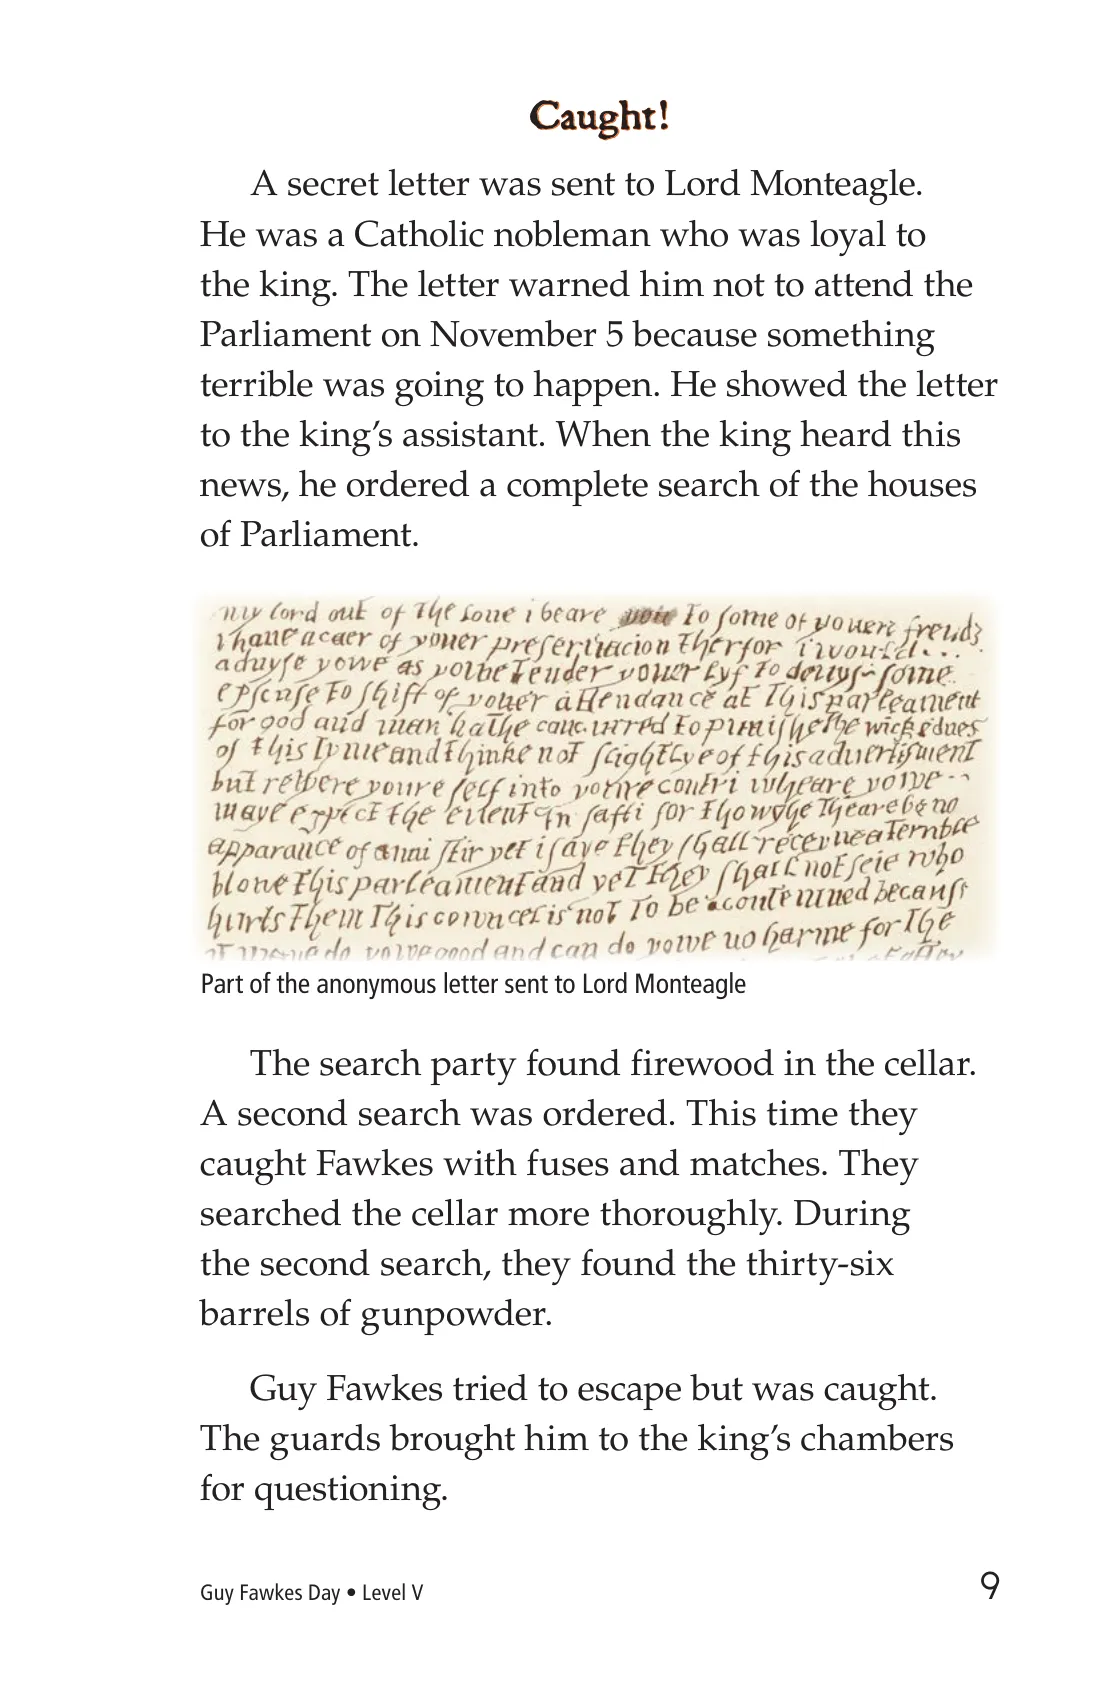 Caught!
A secret letter was sent to Lord Monteagle.
He was a Catholic nobleman who was loyal to
the king. The letter warned him not to attend the
Parliament on November 5 because something
terrible was going to happen. He showed the letter
to the king’s assistant. When the king heard this
news, he ordered a complete search of the houses
of Parliament.
my lord out of the loue i beare to some of youere frends
i haue a caer of youer preseruacion therfor i would
aduyse yowe as yowe tender youer lyf to deuys some
epscuse to shift of youer attendance at this parleament
for god and man hathe concurred to punishe the wickednes
of this tyme and thinke not slightlye of this aduertisment
but retyere youre self into youre contri wheare yowe
maye expect the euent in safti for thowghe theare be no
apparance of anni stir yet i saye they shall receyue a terrible
blowe this parleament and yet they shall not seie who
hurts them this councel is not to be contemned because
it maye do yowe good and can do yowe no harme for the
Part of the anonymous letter sent to Lord Monteagle
The search party found firewood in the cellar.
A second search was ordered. This time they
caught Fawkes with fuses and matches. They
searched the cellar more thoroughly. During
the second search, they found the thirty-six
barrels of gunpowder.
Guy Fawkes tried to escape but was caught.
The guards brought him to the king’s chambers
for questioning.
Guy Fawkes Day • Level V
9